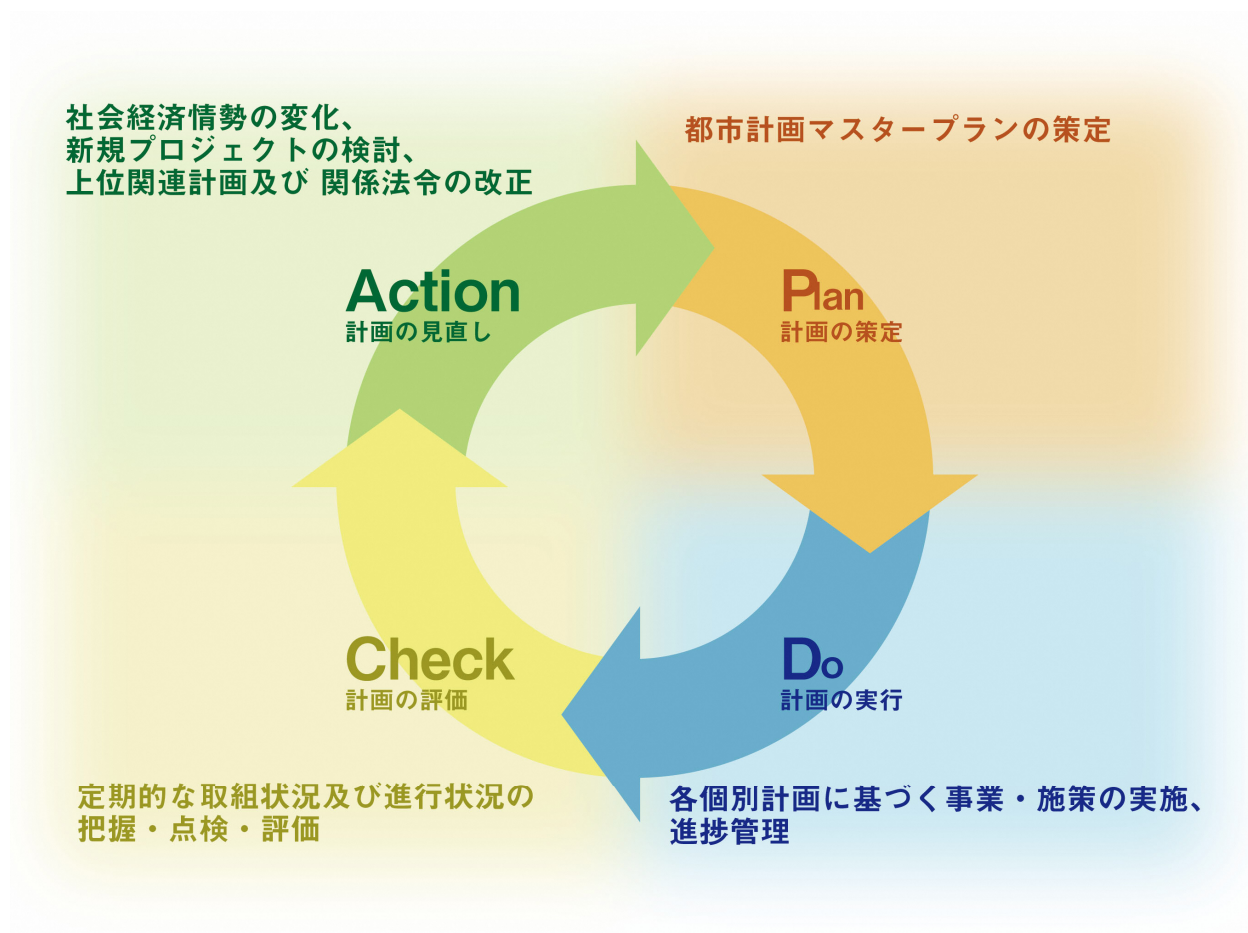 社会経済情勢の変化、
新規プロジェクトの検討、
上位関連計画及び 関係法令の改正
都市計画マスタープランの策定
Action
計画の見直し
Plan
計画の策定
Check
計画の評価
Do
計画の実行
定期的な取組状況及び進行状況の
把握・点検・評価
各個別計画に基づく事業・施策の実施、
進捗管理